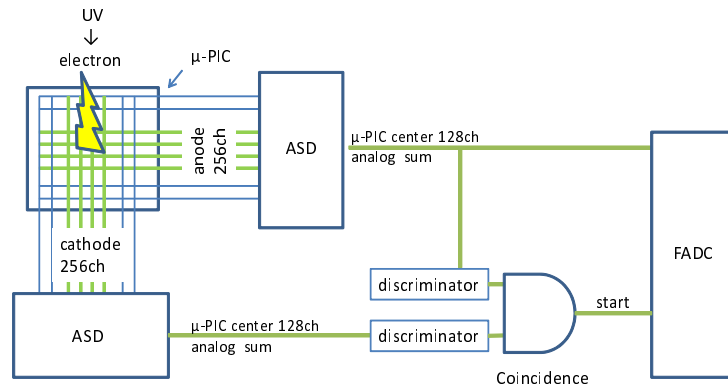 UV
electron
μ-PIC
anode
256ch
ASD
μ-PIC center 128ch
analog sum
FADC
cathode
256ch
discriminator
start
ASD
μ-PIC center 128ch
analog sum
discriminator
Coincidence